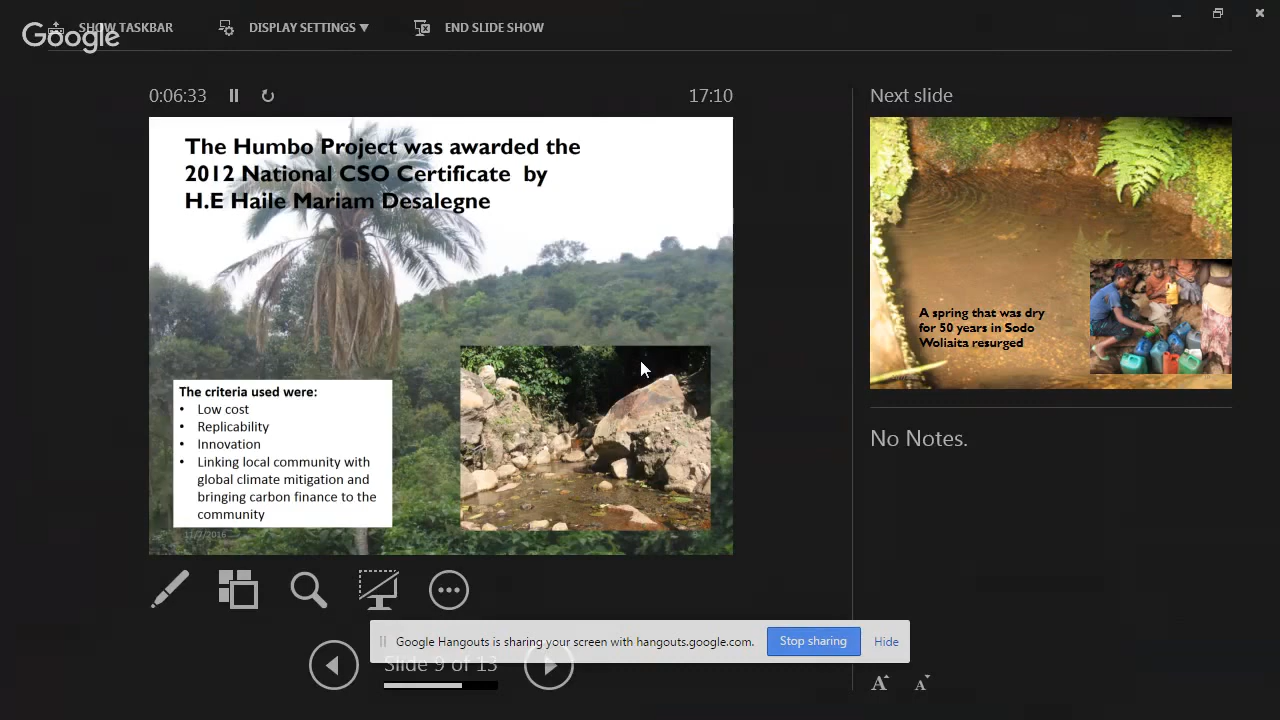 Google
SHOW TASKBAR
DISPLAY SETTINGS
END SLIDE SHOW
0:06:33
17:10
The Humbo Project was awarded the
2012 National CSO Certificate by
H.E Haile Mariam Desalegne
The criteria used were:
• Low cost
• Replicability
• Innovation
• Linking local community with
global climate mitigation and
bringing carbon finance to the
community
11/7/2016
Next slide
A spring that was dry
for 50 years in Sodo
Woliaita resurged
No Notes.
Google Hangouts is sharing your screen with hangouts.google.com.
Stop sharing
Hide
Slide 9 of 13
A A